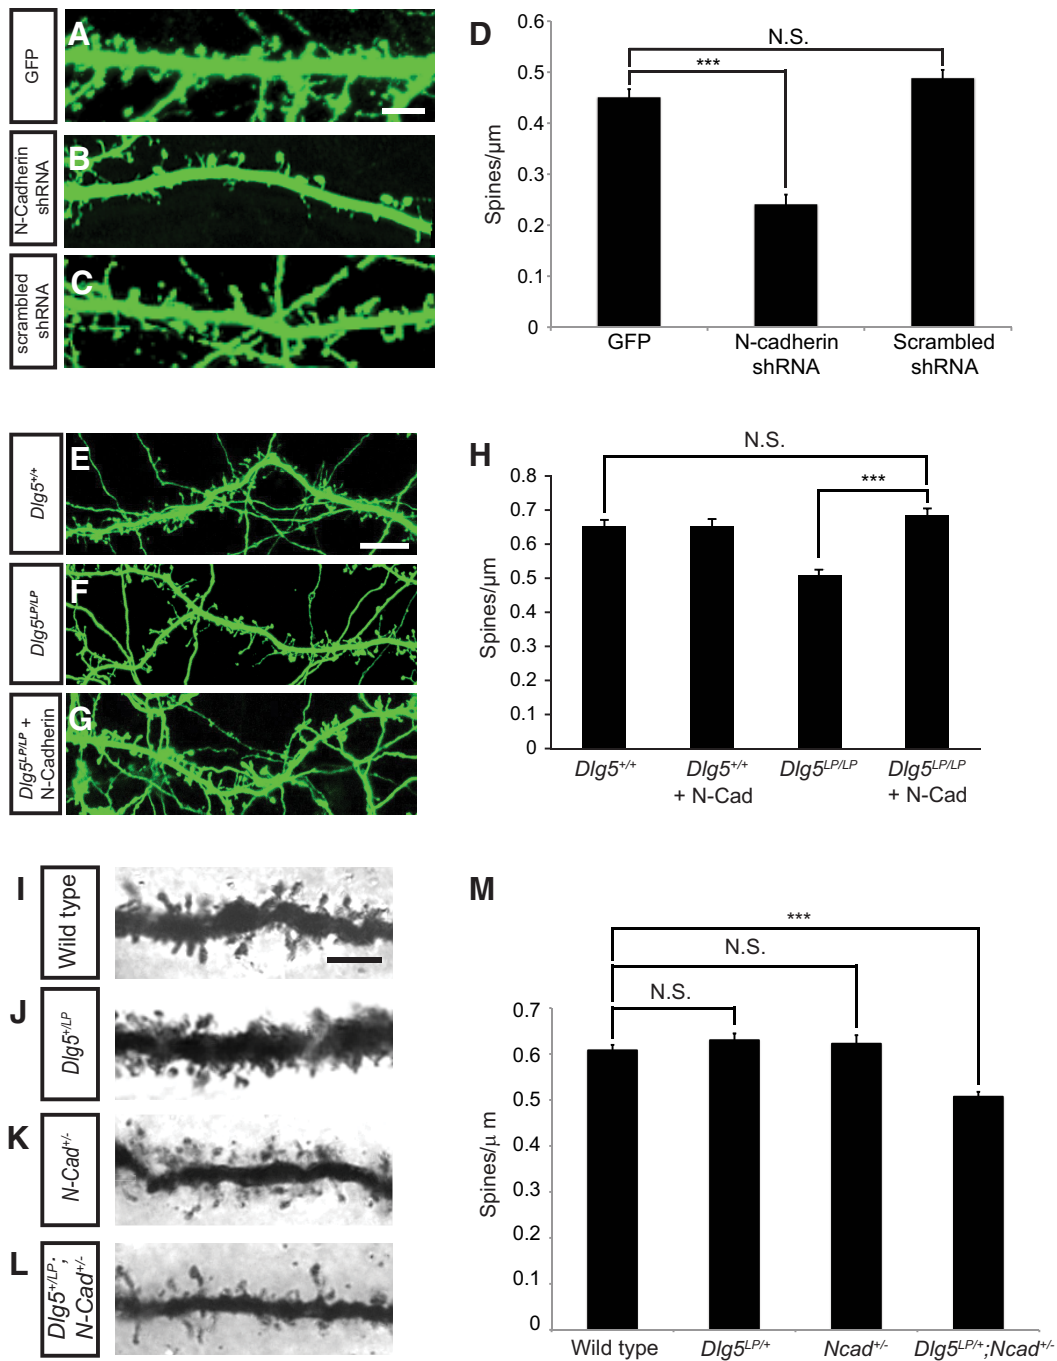 GFP
A
N-Cadherin
shRNA
B
scrambled
shRNA
C
D
N.S.
***
0.6
0.5
0.4
0.3
0.2
0.1
0
Spines/μm
GFP
N-cadherin
shRNA
Scrambled
shRNA
Dlg5+/+
E
Dlg5LP/LP
F
Dlg5LP/LP +
N-Cadherin
G
H
N.S.
***
0.8
0.7
0.6
0.5
0.4
0.3
0.2
0.1
0
Spines/μm
Dlg5+/+
Dlg5+/+
+ N-Cad
Dlg5LP/LP
Dlg5LP/LP
+ N-Cad
I
Wild type
J
Dlg5+/LP
K
N-Cad+/-
L
Dlg5+/LP;
N-Cad+/-
M
***
N.S.
N.S.
0.7
0.6
0.5
0.4
0.3
0.2
0.1
0
Spines/μ m
Wild type
Dlg5LP/+
Ncad+/-
Dlg5LP/+;Ncad+/-